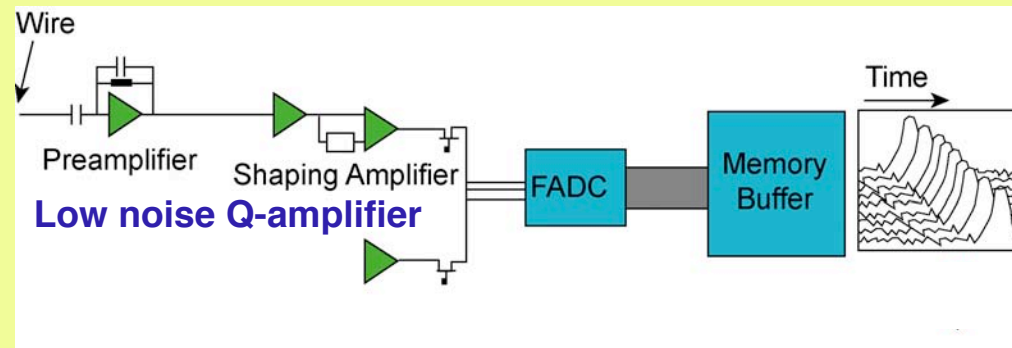 Wire
Time
Preamplifier
Shaping Amplifier
Low noise Q-amplifier
FADC
Memory
Buffer